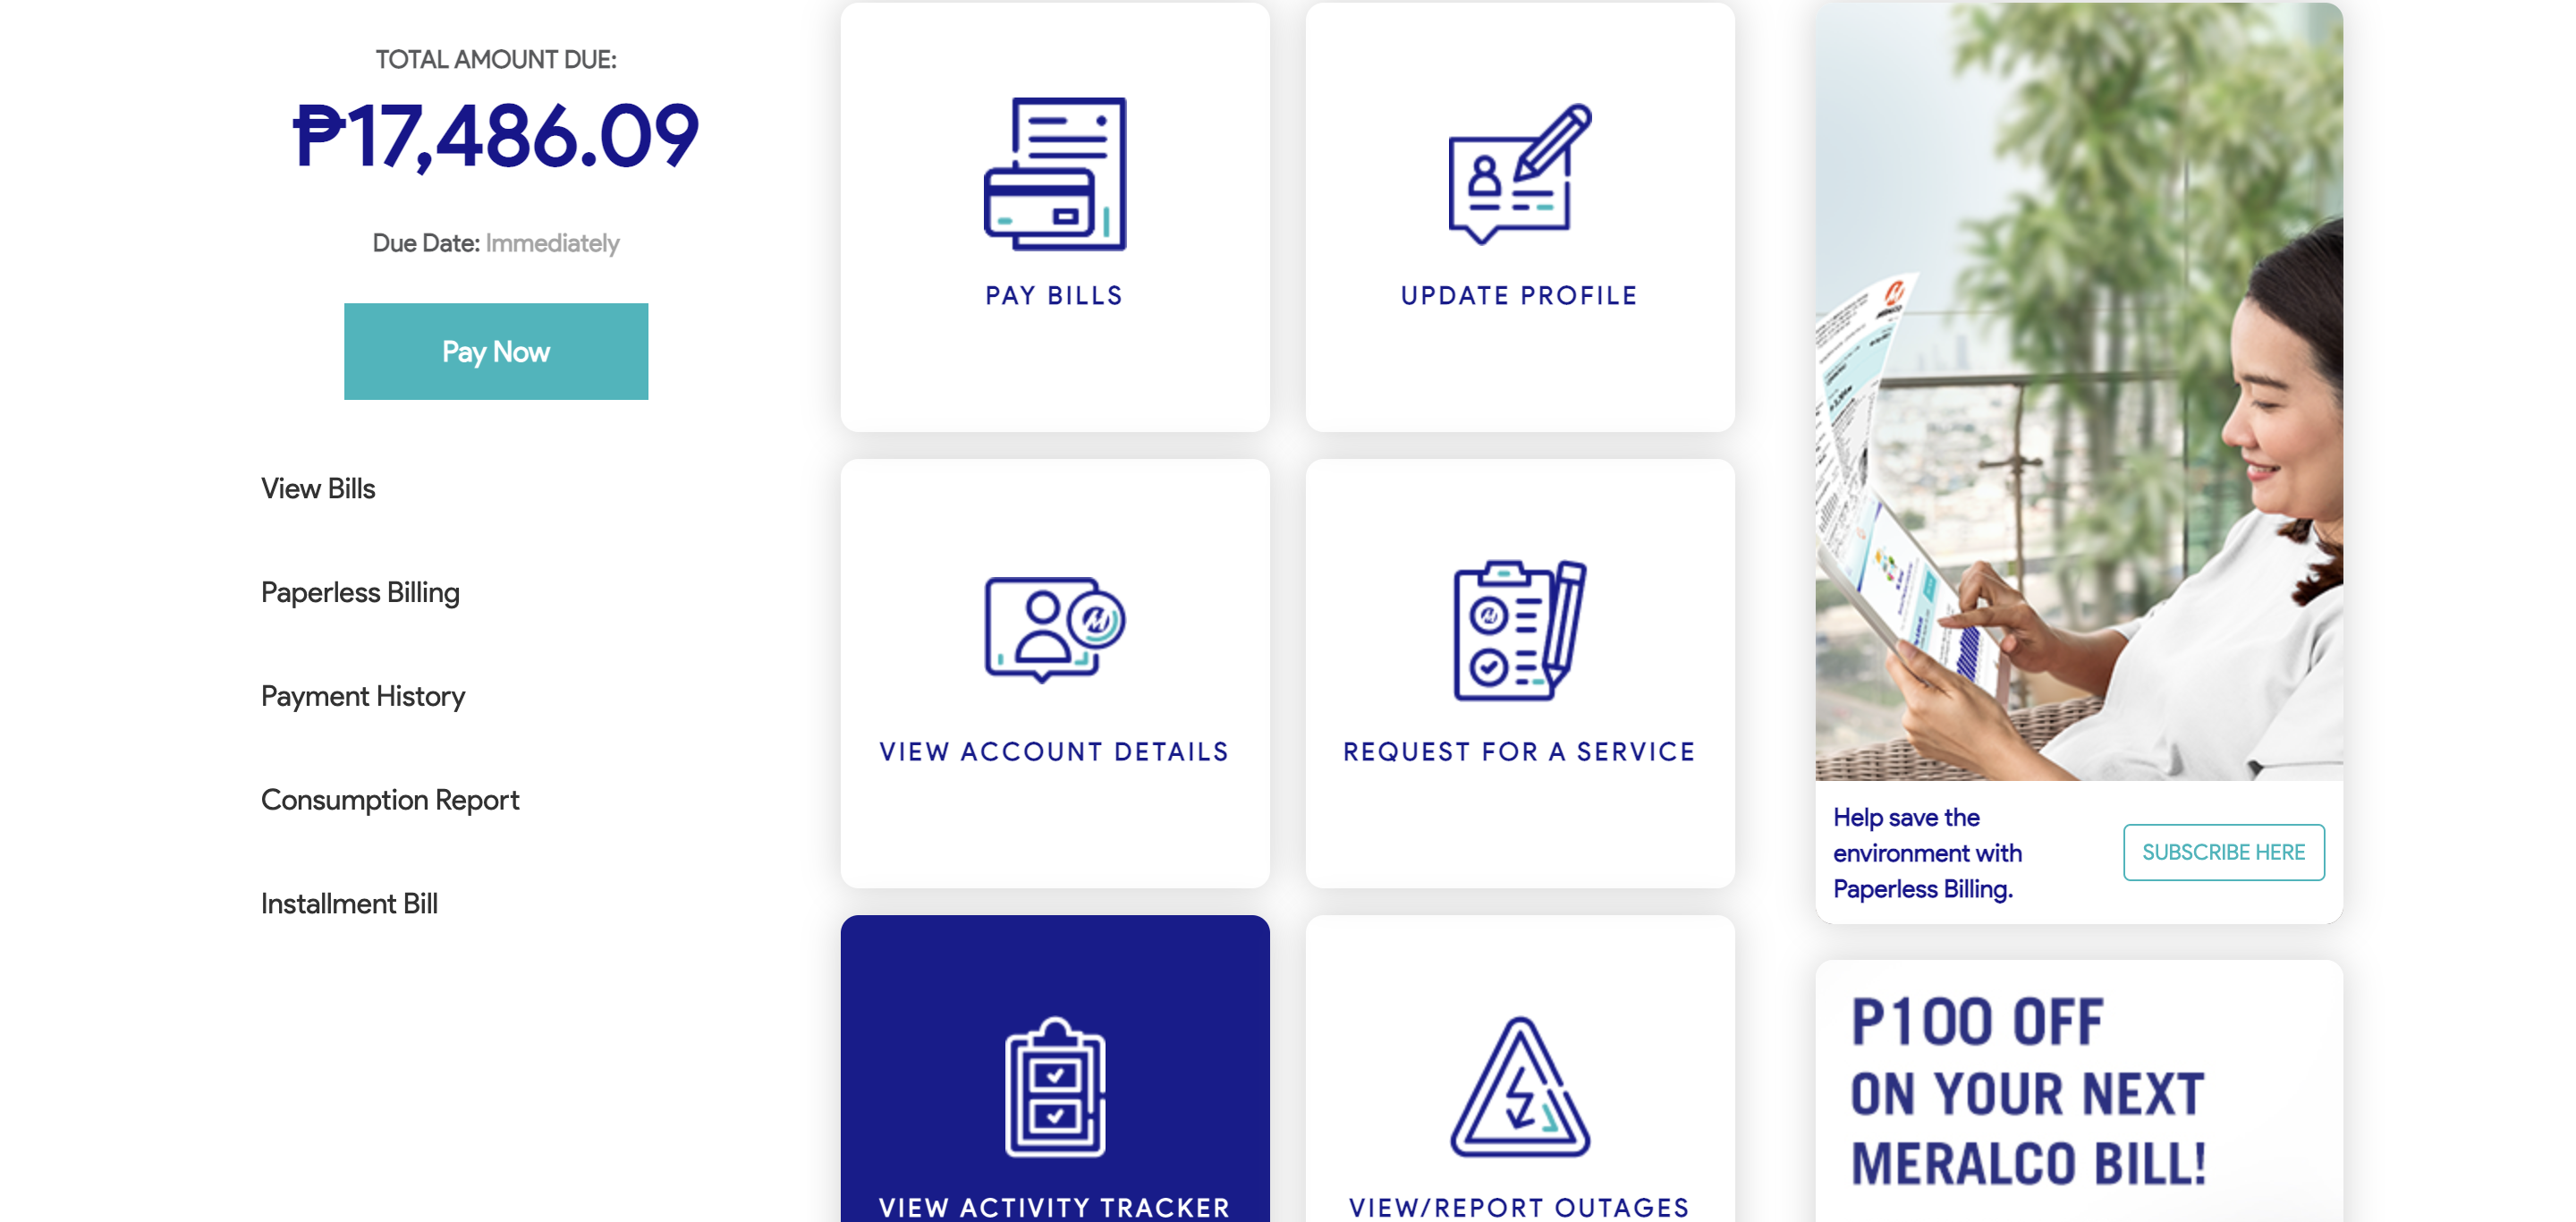 TOTAL AMOUNT DUE:
₱17,486.09
Due Date: Immediately
Pay Now
View Bills
Paperless Billing
Payment History
Consumption Report
Installment Bill
PAY BILLS
UPDATE PROFILE
VIEW ACCOUNT DETAILS
REQUEST FOR A SERVICE
VIEW ACTIVITY TRACKER
VIEW/REPORT OUTAGES
Help save the
environment with
Paperless Billing.
SUBSCRIBE HERE
P100 OFF
ON YOUR NEXT
MERALCO BILL!